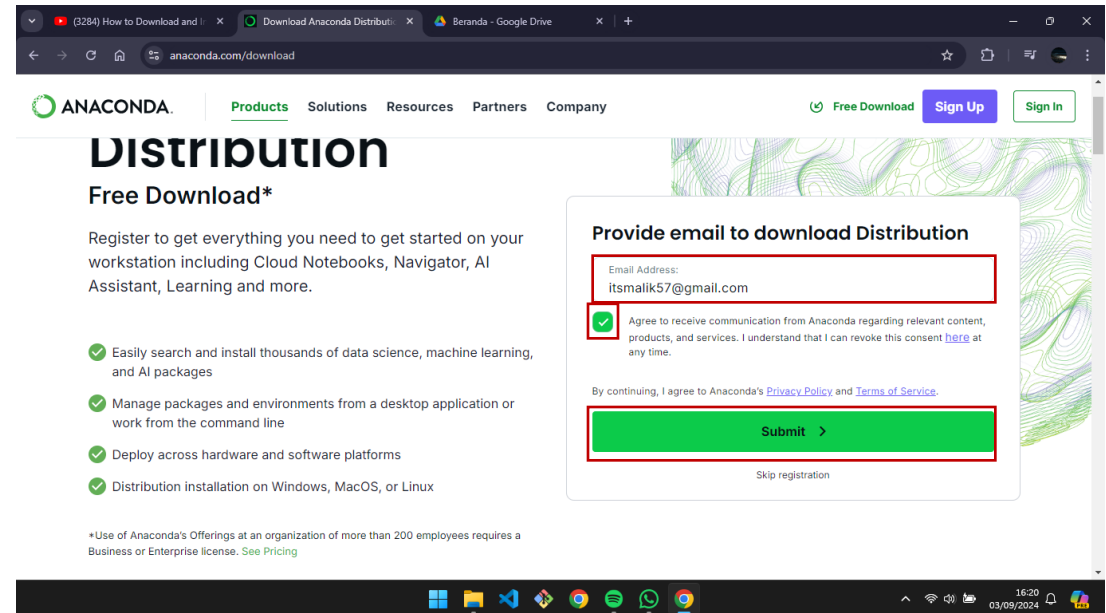 (3284) How to Download and I
Download Anaconda Distributic
Beranda - Google Drive
anaconda.com/download
ANACONDA.
Products Solutions Resources Partners Company
Free Download
Sign Up
Sign In
Distribution
Free Download*
Register to get everything you need to get started on your
workstation including Cloud Notebooks, Navigator, AI
Assistant, Learning and more.
Easily search and install thousands of data science, machine learning,
and AI packages
Manage packages and environments from a desktop application or
work from the command line
Deploy across hardware and software platforms
Distribution installation on Windows, MacOS, or Linux
*Use of Anaconda's Offerings at an organization of more than 200 employees requires a
Business or Enterprise license. See Pricing
Provide email to download Distribution
Email Address:
itsmalik57@gmail.com
Agree to receive communication from Anaconda regarding relevant content,
products, and services. I understand that I can revoke this consent here at
any time.
By continuing, I agree to Anaconda's Privacy Policy and Terms of Service.
Submit
Skip registration
16:20
03/09/2024
PRE